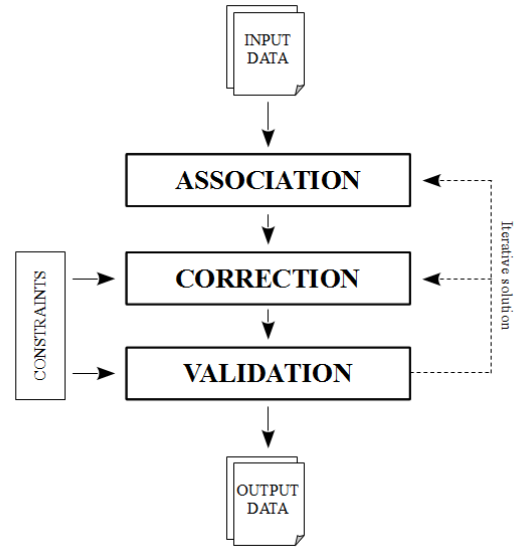 INPUT
DATA
ASSOCIATION
Iterative solution
CONSTRAINTS
CORRECTION
VALIDATION
OUTPUT
DATA